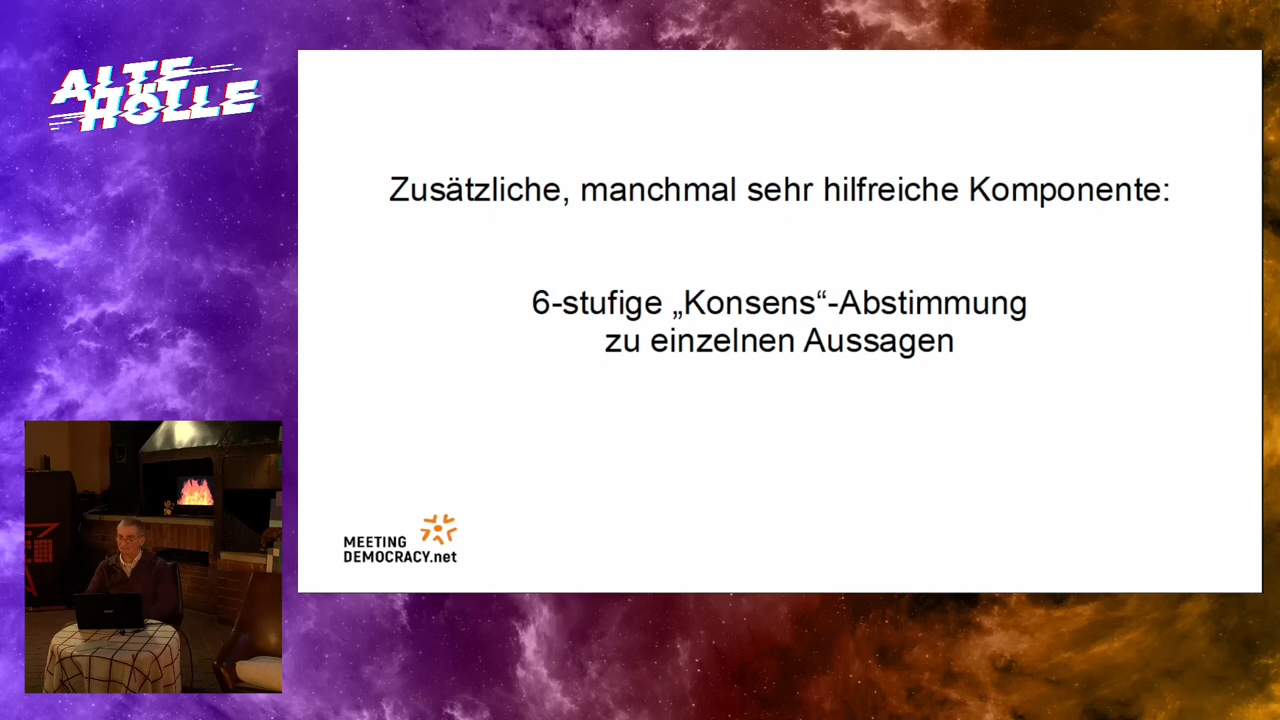 ALTE
HÖLLE
Zusätzliche, manchmal sehr hilfreiche Komponente:
6-stufige „Konsens“-Abstimmung
zu einzelnen Aussagen
MEETING
DEMOCRACY.net